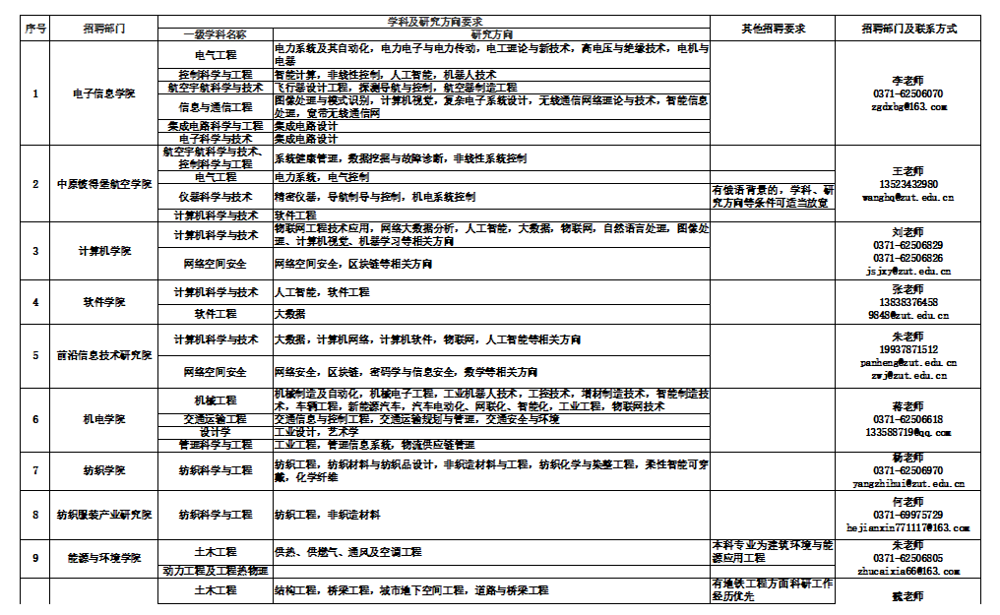 序号 招聘部门 学科及研究方向要求 其他招聘要求 招聘部门及联系方式
一级学科名称 研究方向
1 电子信息学院
电气工程 电力系统及其自动化，电力电子与电力传动，电工理论与新技术，高电压与绝缘技术，电机与
电器
控制科学与工程 智能计算，非线性控制，人工智能，机器人技术
航空宇航科学与技术 飞行器设计工程，探测导航与控制，航空器制造工程
信息与通信工程 图像处理与模式识别，计算机视觉，复杂电子系统设计，无线通信网络理论与技术，智能信息
处理，宽带无线通信网
集成电路科学与工程 集成电路设计
电子科学与技术 集成电路设计
李老师
0371-62506070
zgdxbg@163.com
2 中原彼得堡航空学院
航空宇航科学与技术、
控制科学与工程 系统健康管理，数据挖掘与故障诊断，非线性系统控制
电气工程 电力系统，电气控制
仪器科学与技术 精密仪器，导航制导与控制，机电系统控制
有俄语背景的，学科、研
究方向等条件可适当放宽
计算机科学与技术 软件工程
王老师
13523432980
wanghq@zut.edu.cn
3 计算机学院
计算机科学与技术 物联网工程技术应用，网络大数据分析，人工智能，大数据，物联网，自然语言处理，图像处
理、计算机视觉、机器学习等相关方向
网络空间安全 网络空间安全，区块链等相关方向
刘老师
0371-62506829
0371-62506826
jsjxy@zut.edu.cn
4 软件学院
计算机科学与技术 人工智能，软件工程
软件工程 大数据
张老师
13838376458
9848@zut.edu.cn
5 前沿信息技术研究院
计算机科学与技术 大数据，计算机网络，计算机软件，物联网，人工智能等相关方向
网络空间安全 网络安全，区块链，密码学与信息安全，数学等相关方向
朱老师
19937871512
panheng@zut.edu.cn
zwj@zut.edu.cn
6 机电学院
机械工程 机械制造及自动化，机械电子工程，工业机器人技术，工控技术，增材制造技术，智能制造技
术，车辆工程，新能源汽车，汽车电动化、网联化、智能化，工业工程，物联网技术
交通运输工程 交通信息与控制工程，交通运输规划与管理，交通安全与环境
设计学 工业设计，艺术学
管理科学与工程 工业工程，管理信息系统，物流供应链管理
蒋老师
0371-62506618
133588719@qq.com
7 纺织学院
纺织科学与工程 纺织工程，纺织材料与纺织品设计，非织造材料与工程，纺织化学与染整工程，柔性智能可穿
戴，化学纤维
杨老师
0371-62506970
yangzhihui@zut.edu.cn
8 纺织服装产业研究院
纺织科学与工程 纺织工程，非织造材料
何老师
0371-69975729
hejianxin771117@163.com
9 能源与环境学院
土木工程 供热、供燃气、通风及空调工程
本科专业为建筑环境与能
源应用工程
动力工程及工程热物理
朱老师
0371-62506805
zhucaixia66@163.com
土木工程 结构工程，桥梁工程，城市地下空间工程，道路与桥梁工程
有地铁工程方面科研工作
经历优先
魏老师